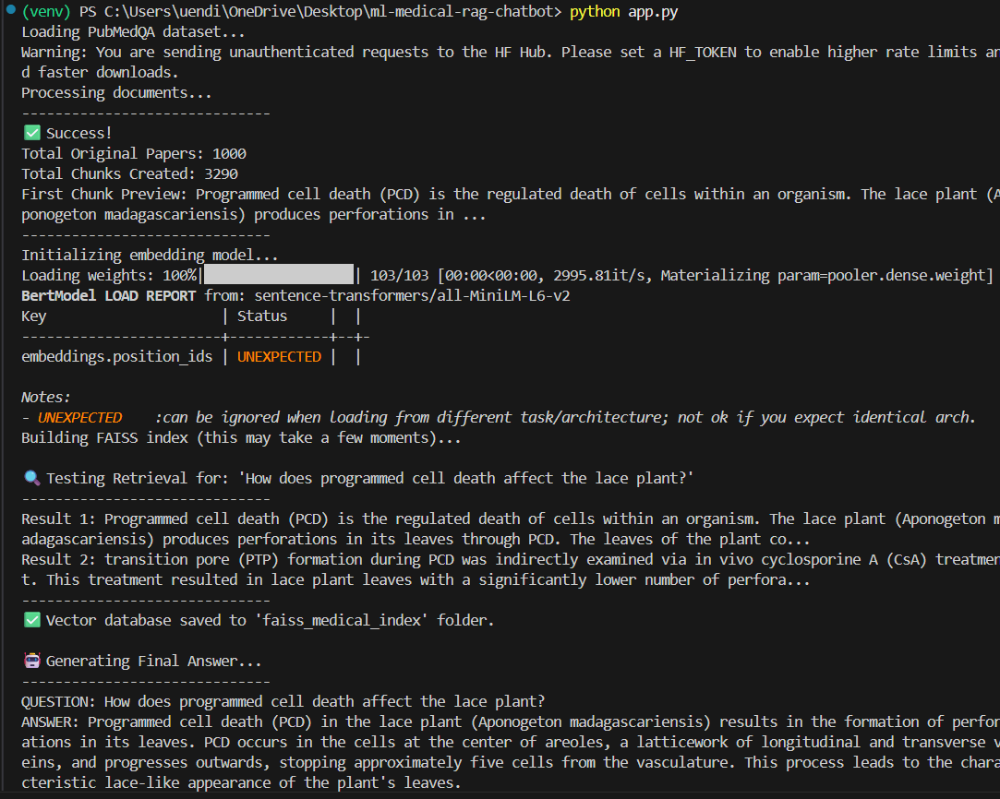 (venv) PS C:\Users\uendi\OneDrive\Desktop\ml-medical-rag-chatbot> python app.py
Loading PubMedQA dataset...
Warning: You are sending unauthenticated requests to the HF Hub. Please set a HF_TOKEN to enable higher rate limits an
d faster downloads.
Processing documents...
------------------------------
✅ Success!
Total Original Papers: 1000
Total Chunks Created: 3290
First Chunk Preview: Programmed cell death (PCD) is the regulated death of cells within an organism. The lace plant (A
ponogeton madagascariensis) produces perforations in ...
------------------------------
Initializing embedding model...
Loading weights: 100%| | 103/103 [00:00<00:00, 2995.81it/s, Materializing param=pooler.dense.weight]
BertModel LOAD REPORT from: sentence-transformers/all-MiniLM-L6-v2
Key | Status | |
------------------------+------------+--+-
embeddings.position_ids | UNEXPECTED | |
Notes:
- UNEXPECTED :can be ignored when loading from different task/architecture; not ok if you expect identical arch.
Building FAISS index (this may take a few moments)...
🔍 Testing Retrieval for: 'How does programmed cell death affect the lace plant?'
------------------------------
Result 1: Programmed cell death (PCD) is the regulated death of cells within an organism. The lace plant (Aponogeton m
adagascariensis) produces perforations in its leaves through PCD. The leaves of the plant co...
Result 2: transition pore (PTP) formation during PCD was indirectly examined via in vivo cyclosporine A (CsA) treatmen
t. This treatment resulted in lace plant leaves with a significantly lower number of perfora...
------------------------------
✅ Vector database saved to 'faiss_medical_index' folder.
🤖 Generating Final Answer...
------------------------------
QUESTION: How does programmed cell death affect the lace plant?
ANSWER: Programmed cell death (PCD) in the lace plant (Aponogeton madagascariensis) results in the formation of perfor
ations in its leaves. PCD occurs in the cells at the center of areoles, a latticework of longitudinal and transverse v
eins, and progresses outwards, stopping approximately five cells from the vasculature. This process leads to the chara
cteristic lace-like appearance of the plant's leaves.